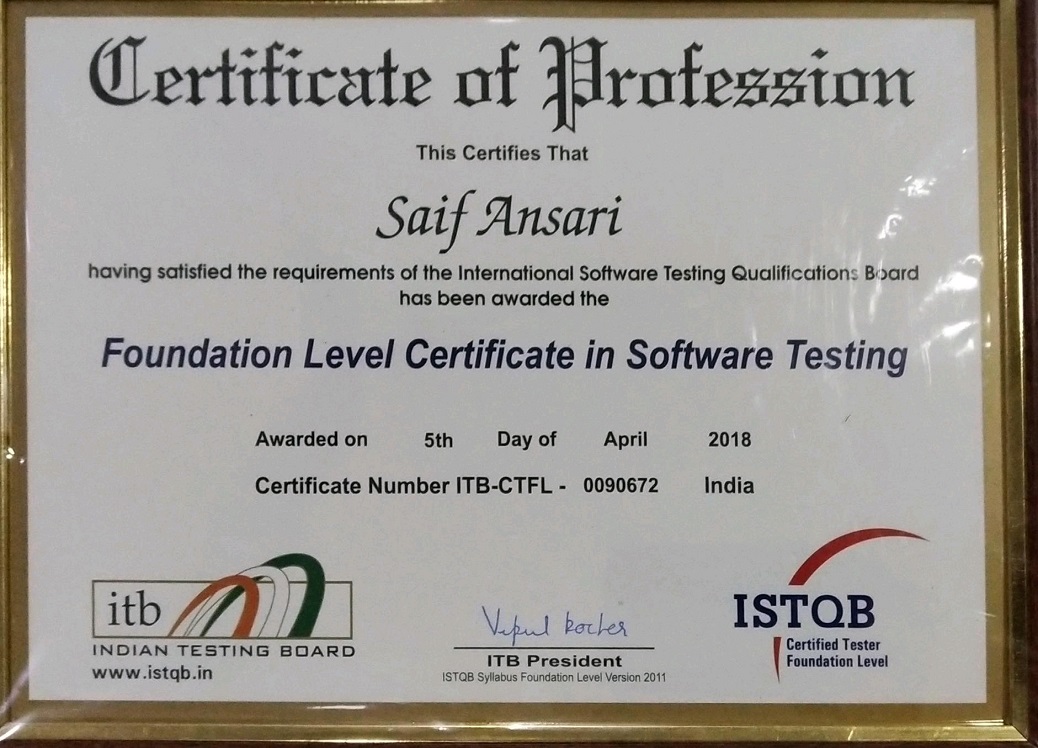 Certificate of Profession
This Certifies That
Saif Ansari
having satisfied the requirements of the International Software Testing Qualifications Board
has been awarded the
Foundation Level Certificate in Software Testing
Awarded on 5th Day of April 2018
Certificate Number ITB-CTFL - 0090672 India
itb
INDIAN TESTING BOARD
www.istqb.in
Vipul Kocher
ITB President
ISTQB Syllabus Foundation Level Version 2011
ISTQB
Certified Tester
Foundation Level